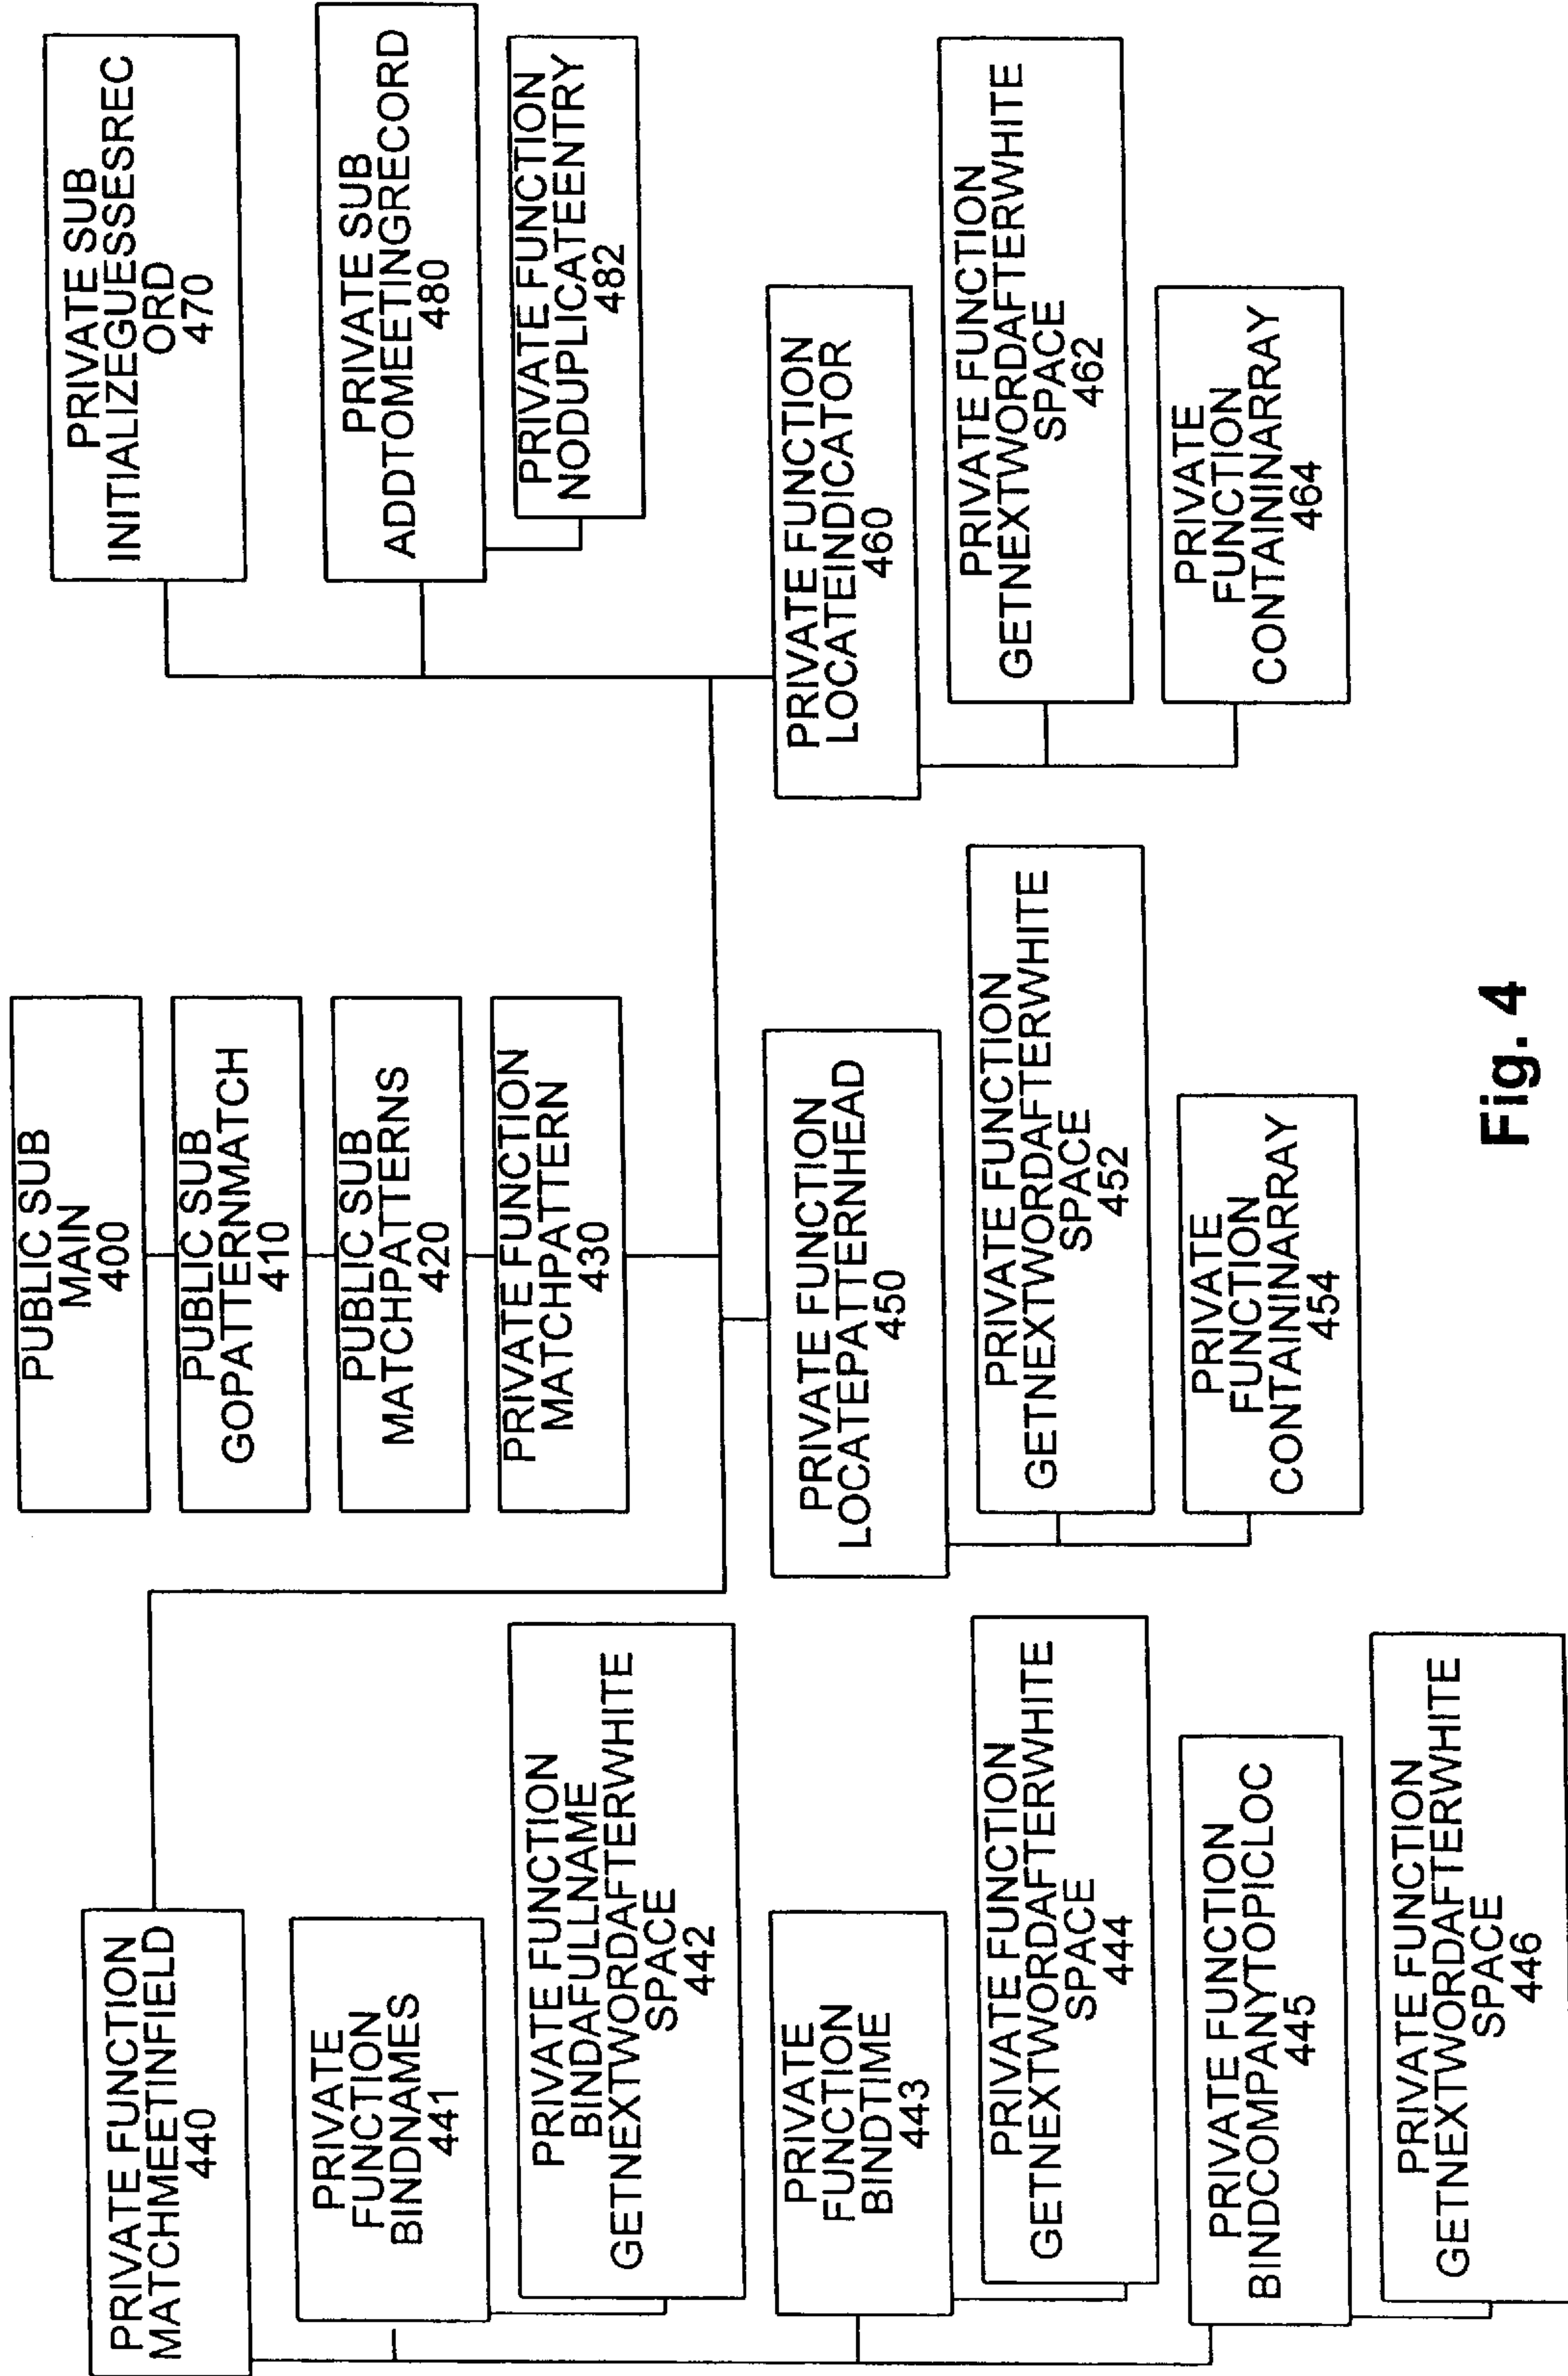 PUBLIC SUB
MAIN
400
PUBLIC SUB
GOPATTERNMATCH
410
PUBLIC SUB
MATCHPATTERNS
420
PRIVATE FUNCTION
MATCHPATTERN
430
PRIVATE FUNCTION
MATCHMEETINFIELD
440
PRIVATE
FUNCTION
BINDNAMES
441
PRIVATE FUNCTION
BINDAFULLNAME
GETNEXTWORDAFTERWHITE
SPACE
442
PRIVATE
FUNCTION
BINDTIME
443
PRIVATE FUNCTION
GETNEXTWORDAFTERWHITE
SPACE
444
PRIVATE FUNCTION
BINDCOMPANYTOPICLOC
445
PRIVATE FUNCTION
GETNEXTWORDAFTERWHITE
SPACE
446
PRIVATE FUNCTION
LOCATEPATTERNHEAD
450
PRIVATE FUNCTION
GETNEXTWORDAFTERWHITE
SPACE
452
PRIVATE
FUNCTION
CONTAININARRAY
454
PRIVATE FUNCTION
LOCATEINDICATOR
460
PRIVATE FUNCTION
GETNEXTWORDAFTERWHITE
SPACE
462
PRIVATE
FUNCTION
CONTAININARRAY
464
PRIVATE SUB
INITIALIZEGUESSESREC
ORD
470
PRIVATE SUB
ADDTOMEETINGRECORD
480
PRIVATE FUNCTION
NODUPLICATEENTRY
482
Fig. 4